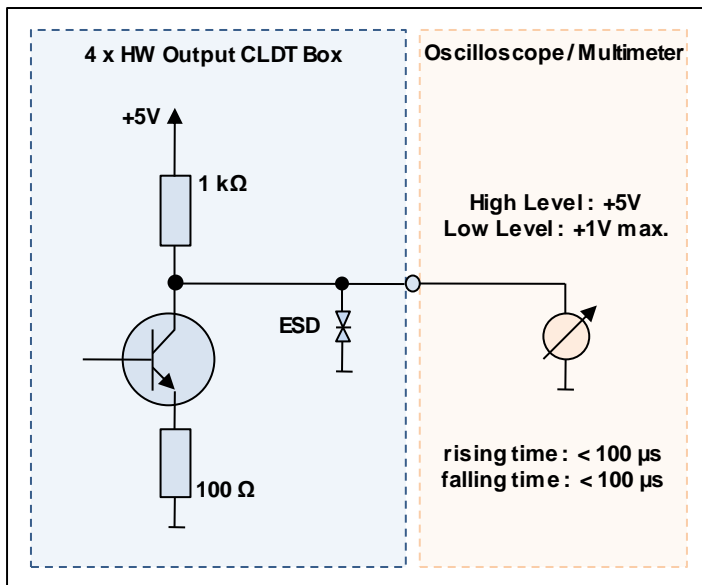 4 x HW Output CLDT Box
Oscilloscope / Multimeter
+5V
1 kΩ
High Level : +5V
Low Level : +1V max.
ESD
rising time : < 100 µs
falling time : < 100 µs
100 Ω